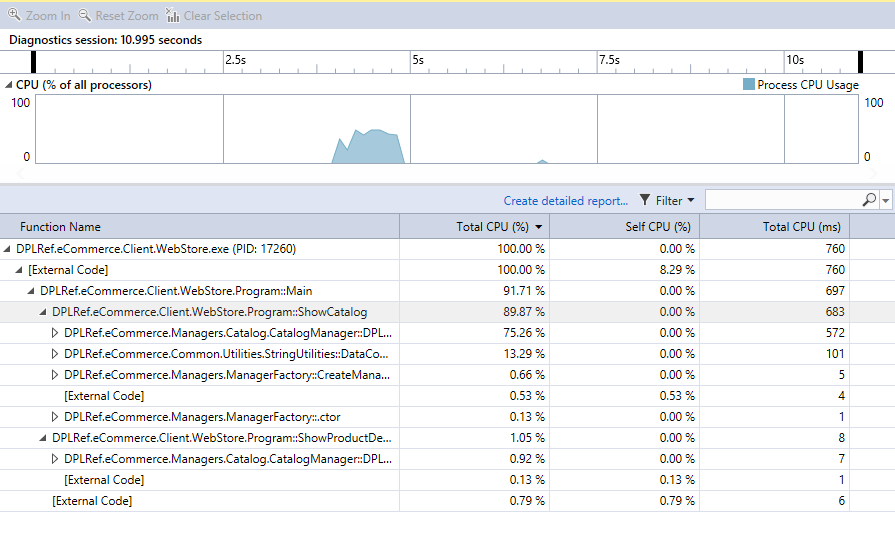 Zoom In Reset Zoom Clear Selection
Diagnostics session: 10.995 seconds
2.5s 5s 7.5s 10s
CPU (% of all processors) Process CPU Usage
100 100
0 0
Create detailed report... Filter
Function Name Total CPU (%) Self CPU (%) Total CPU (ms)
DPLRef.eCommerce.Client.WebStore.exe (PID: 17260) 100.00 % 0.00 % 760
[External Code] 100.00 % 8.29 % 760
DPLRef.eCommerce.Client.WebStore.Program::Main 91.71 % 0.00 % 697
DPLRef.eCommerce.Client.WebStore.Program::ShowCatalog 89.87 % 0.00 % 683
DPLRef.eCommerce.Managers.Catalog.CatalogManager::DPL... 75.26 % 0.00 % 572
DPLRef.eCommerce.Common.Utilities.StringUtilities::DataCo... 13.29 % 0.00 % 101
DPLRef.eCommerce.Managers.ManagerFactory::CreateMana... 0.66 % 0.00 % 5
[External Code] 0.53 % 0.53 % 4
DPLRef.eCommerce.Managers.ManagerFactory::.ctor 0.13 % 0.00 % 1
DPLRef.eCommerce.Client.WebStore.Program::ShowProductDe... 1.05 % 0.00 % 8
DPLRef.eCommerce.Managers.Catalog.CatalogManager::DPL... 0.92 % 0.00 % 7
[External Code] 0.13 % 0.13 % 1
[External Code] 0.79 % 0.79 % 6